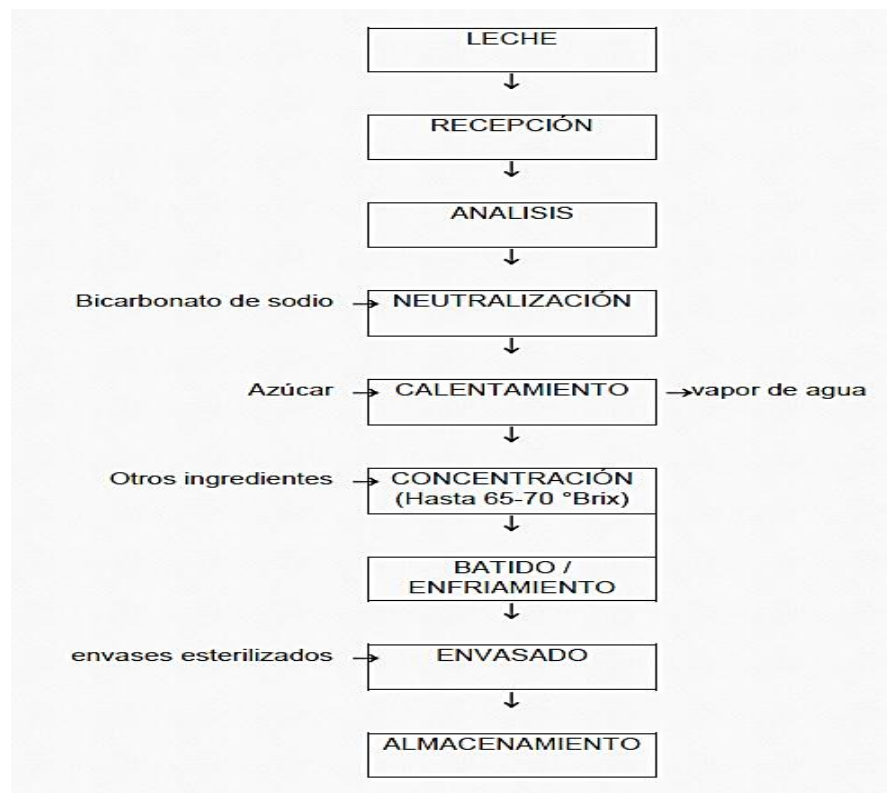 LECHE
↓
RECEPCIÓN
↓
ANALISIS
↓
Bicarbonato de sodio → NEUTRALIZACIÓN
↓
Azúcar → CALENTAMIENTO →vapor de agua
↓
Otros ingredientes → CONCENTRACIÓN
(Hasta 65-70 °Brix)
↓
BATIDO /
ENFRIAMIENTO
↓
envases esterilizados → ENVASADO
↓
ALMACENAMIENTO